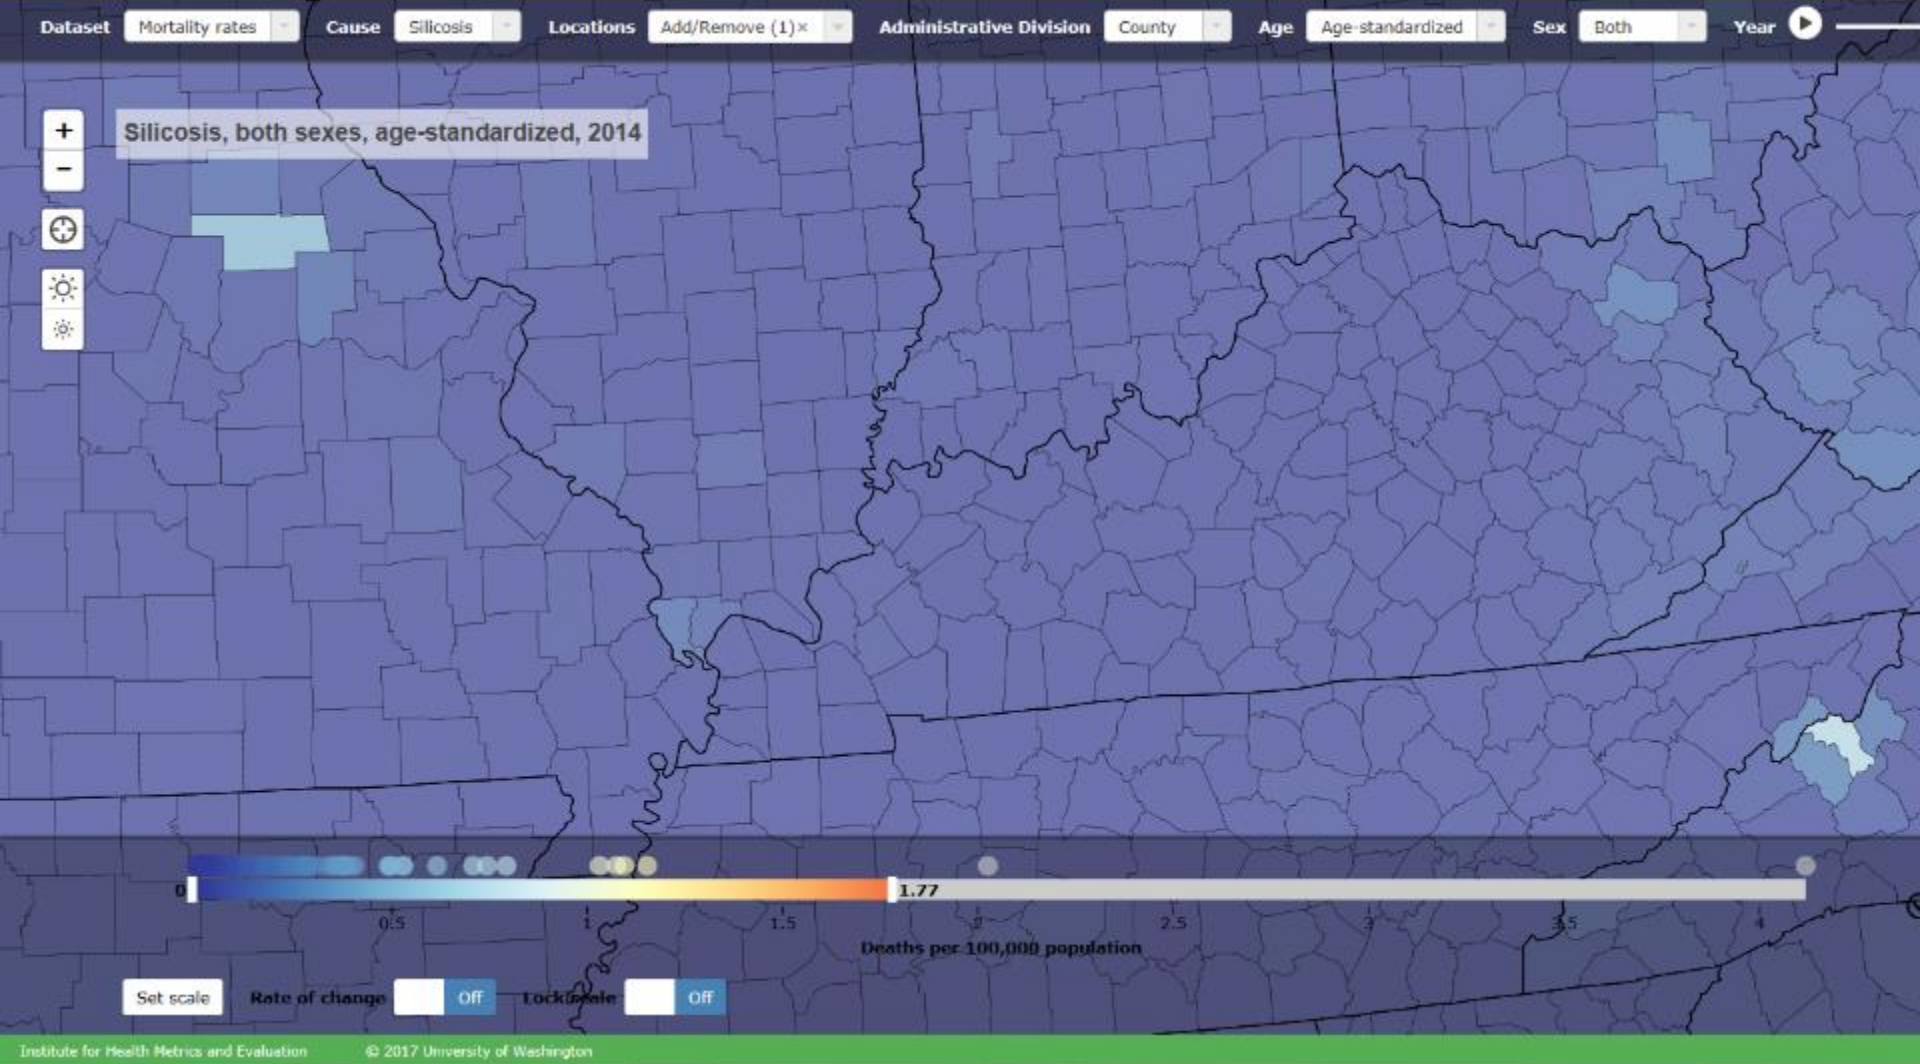 Dataset Mortality rates Cause Silicosis Locations Add/Remove (1)× Administrative Division County Age Age-standardized Sex Both Year
+
Silicosis, both sexes, age-standardized, 2014
−
0 1.77
0.5 1 1.5 2 2.5 3 3.5 4
Deaths per 100,000 population
Set scale Rate of change Off Lock scale Off
Institute for Health Metrics and Evaluation © 2017 University of Washington